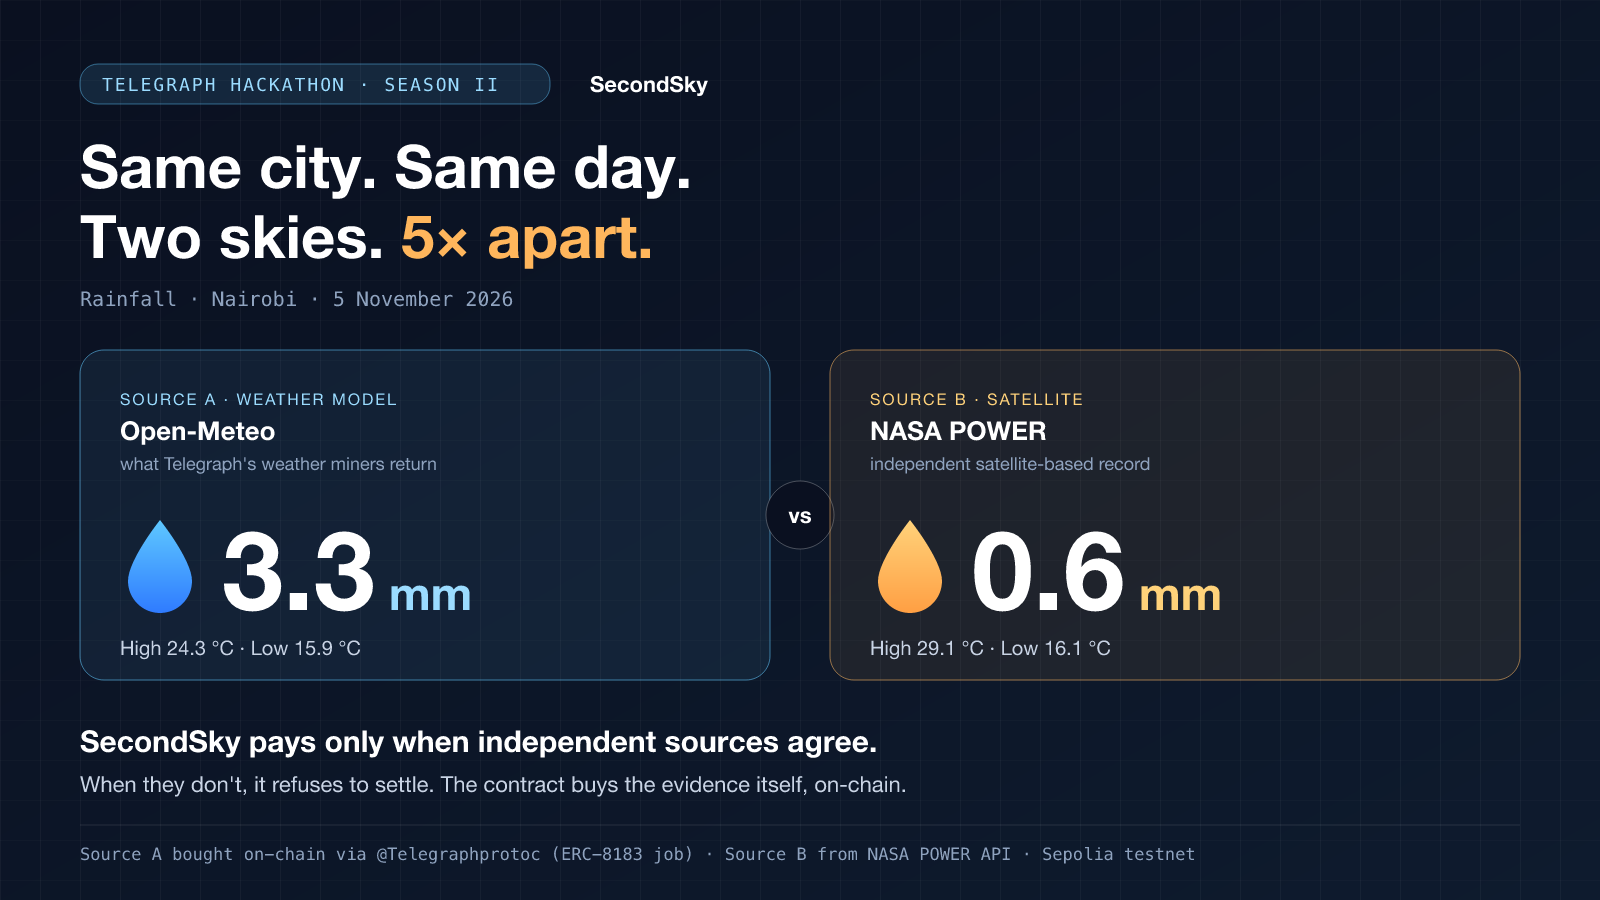 TELEGRAPH HACKATHON · SEASON II
SecondSky
Same city. Same day.
Two skies. 5× apart.
Rainfall · Nairobi · 5 November 2026
SOURCE A · WEATHER MODEL
Open-Meteo
what Telegraph's weather miners return
3.3 mm
High 24.3 °C · Low 15.9 °C
vs
SOURCE B · SATELLITE
NASA POWER
independent satellite-based record
0.6 mm
High 29.1 °C · Low 16.1 °C
SecondSky pays only when independent sources agree.
When they don't, it refuses to settle. The contract buys the evidence itself, on-chain.
Source A bought on-chain via @Telegraphprotoc (ERC-8183 job) · Source B from NASA POWER API · Sepolia testnet